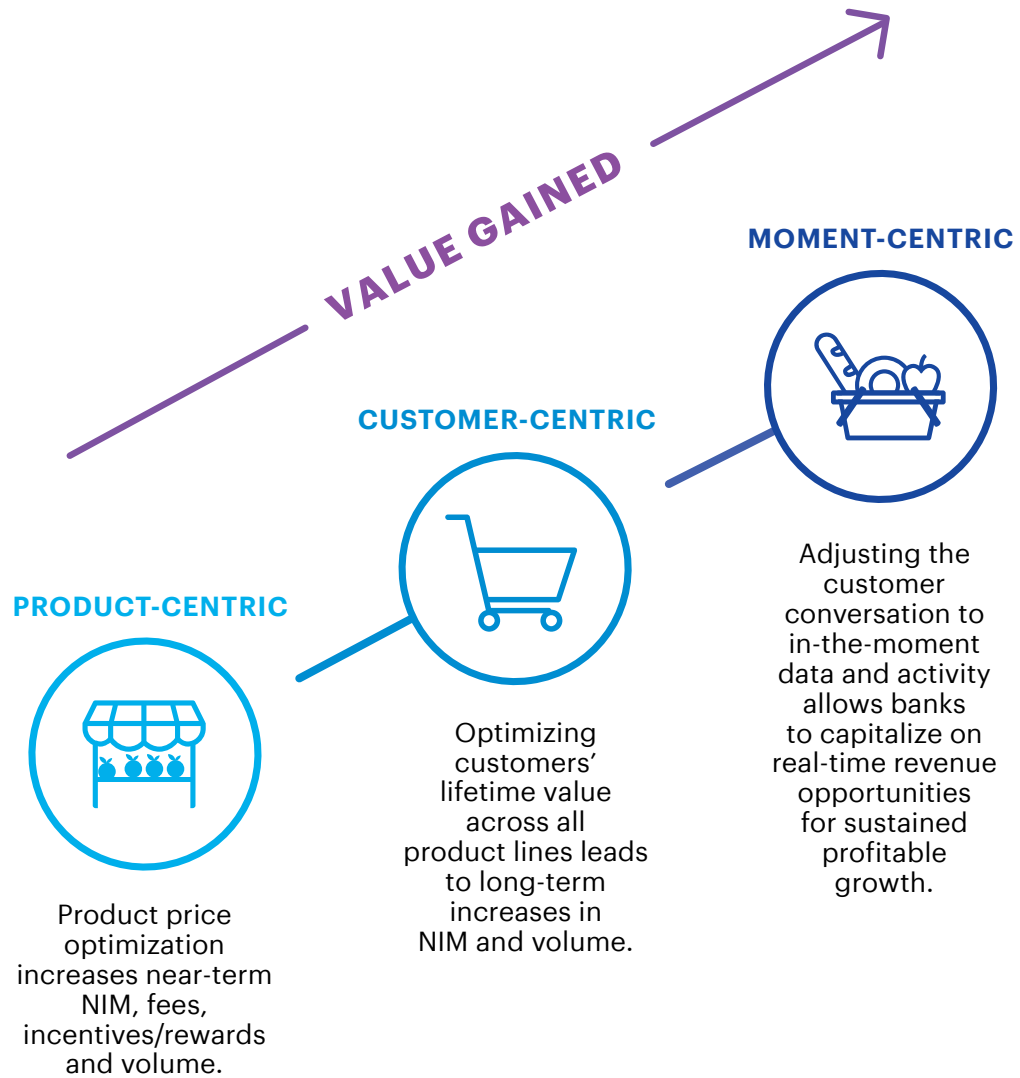 VALUE GAINED
PRODUCT-CENTRIC
Product price
optimization
increases near-term
NIM, fees,
incentives/rewards
and volume.
CUSTOMER-CENTRIC
Optimizing
customers’
lifetime value
across all
product lines leads
to long-term
increases in
NIM and volume.
MOMENT-CENTRIC
Adjusting the
customer
conversation to
in-the-moment
data and activity
allows banks
to capitalize on
real-time revenue
opportunities
for sustained
profitable
growth.